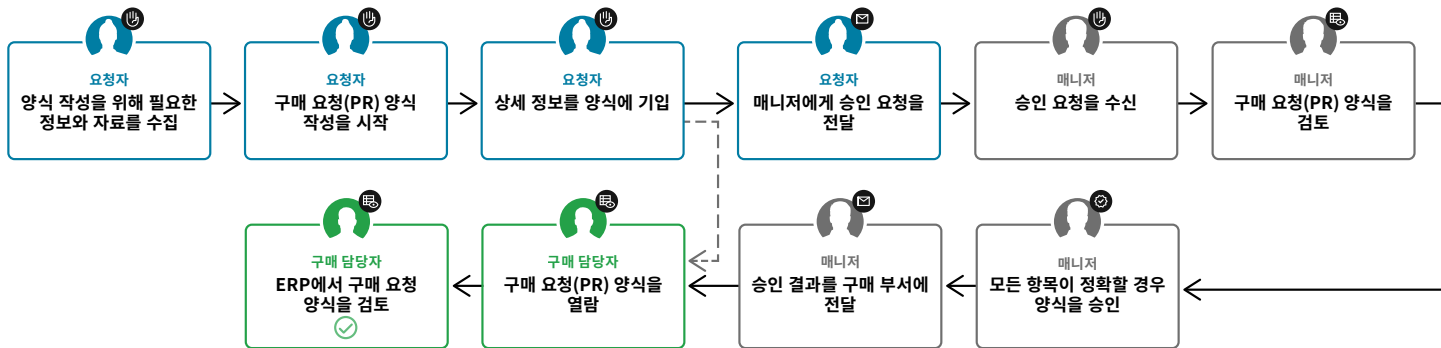 요청자
양식 작성을 위해 필요한
정보와 자료를 수집
요청자
구매 요청(PR) 양식
작성을 시작
요청자
상세 정보를 양식에 기입
요청자
매니저에게 승인 요청을
전달
매니저
승인 요청을 수신
매니저
구매 요청(PR) 양식을
검토
매니저
모든 항목이 정확할 경우
양식을 승인
매니저
승인 결과를 구매 부서에
전달
구매 담당자
구매 요청(PR) 양식을
열람
구매 담당자
ERP에서 구매 요청
양식을 검토